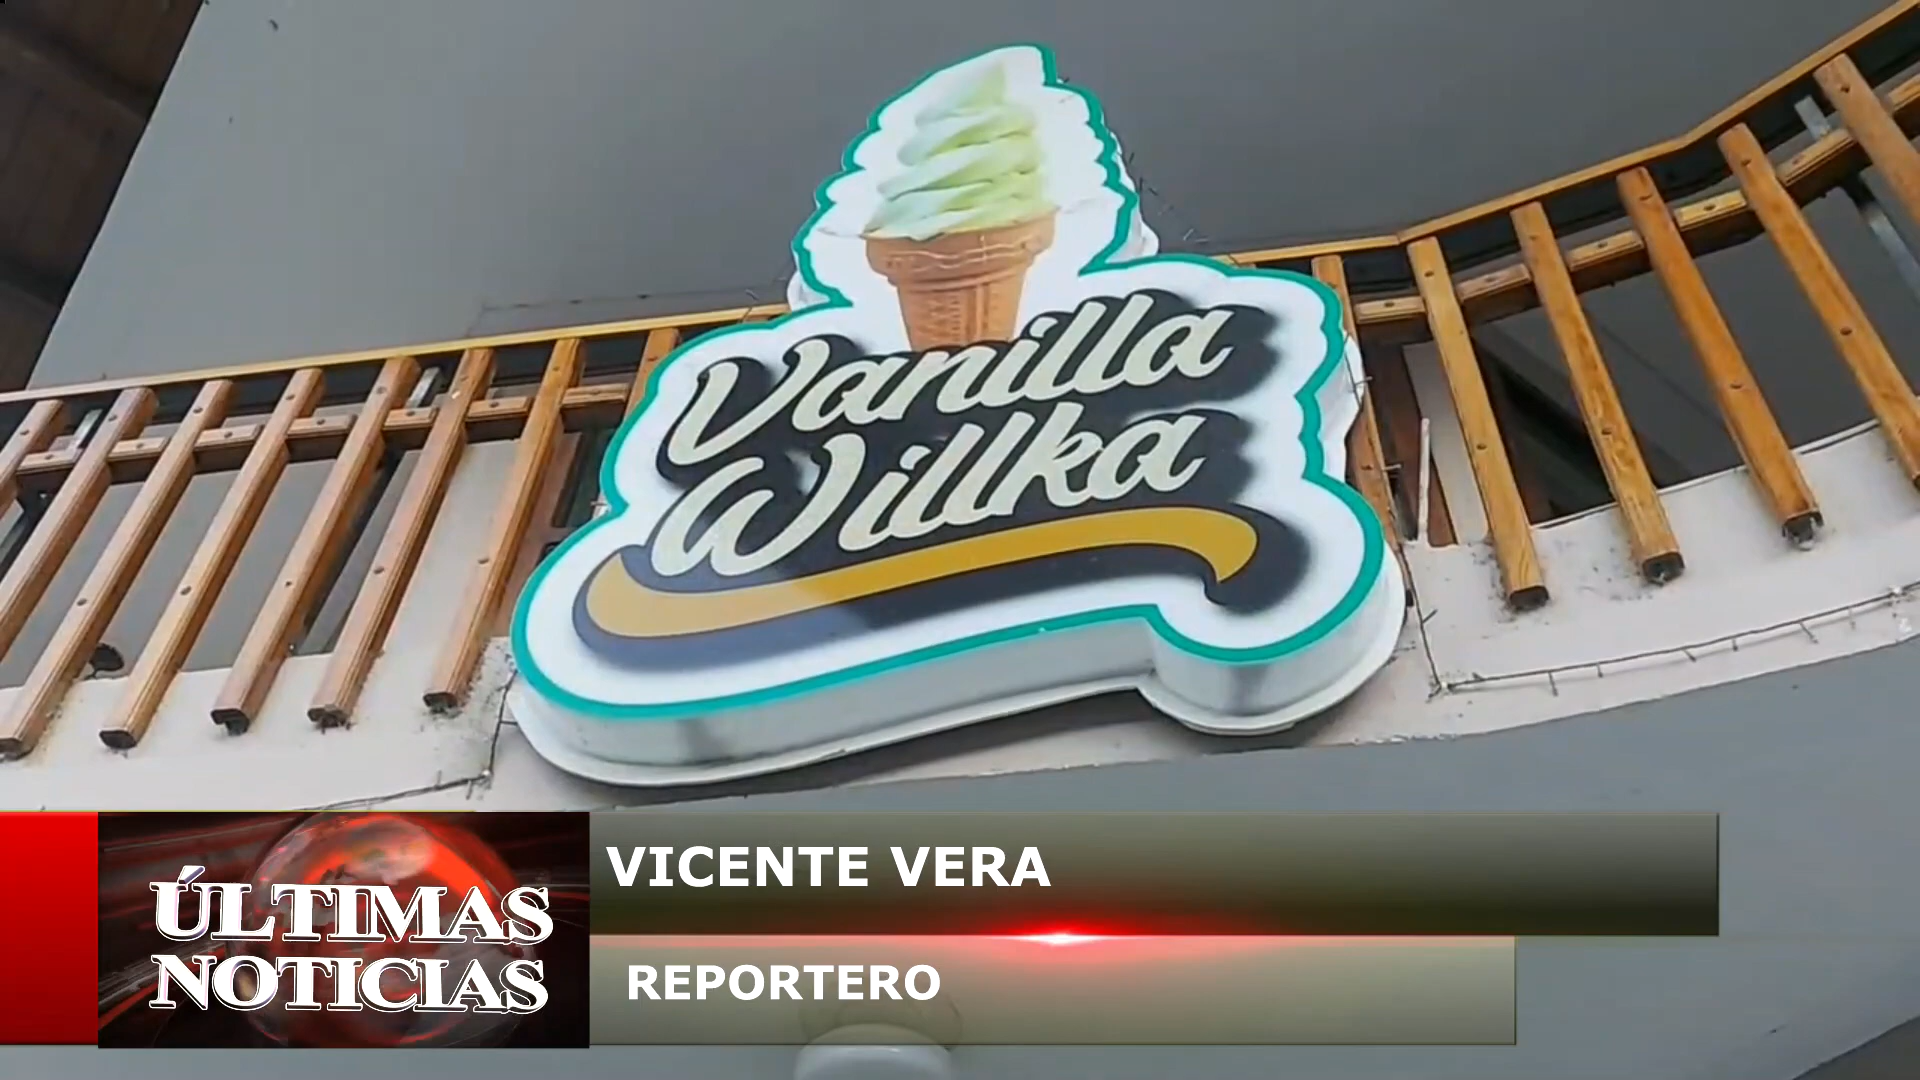 Vanilla
Willka
VICENTE VERA
ÚLTIMAS
NOTICIAS
REPORTERO